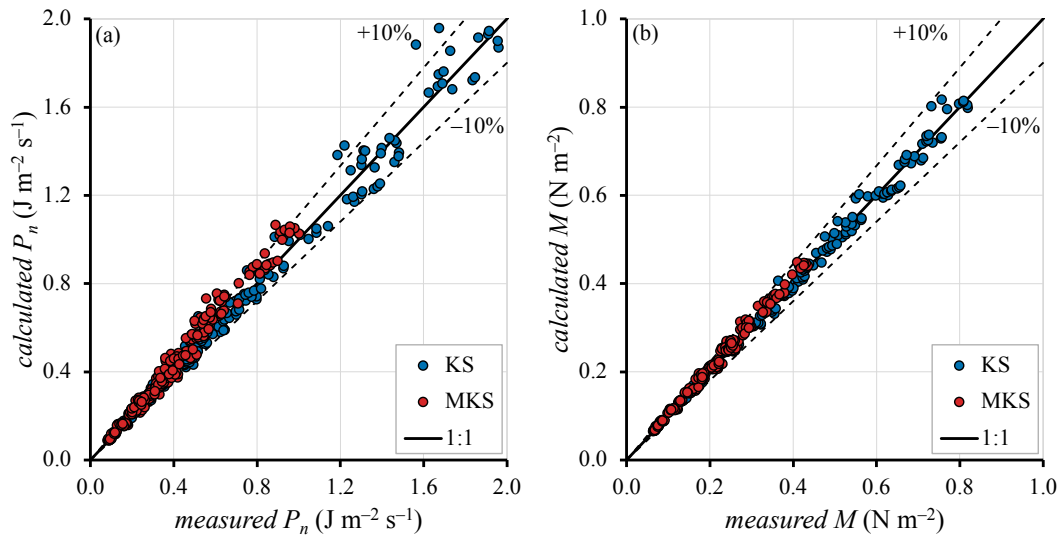 (a)
+10%
–10%
2.0
1.6
1.2
0.8
0.4
0.0
calculated Pₙ (J m⁻² s⁻¹)
KS
MKS
1:1
0.0 0.4 0.8 1.2 1.6 2.0
measured Pₙ (J m⁻² s⁻¹)
(b)
+10%
–10%
1.0
0.8
0.6
0.4
0.2
0.0
calculated M (N m⁻²)
KS
MKS
1:1
0.0 0.2 0.4 0.6 0.8 1.0
measured M (N m⁻²)